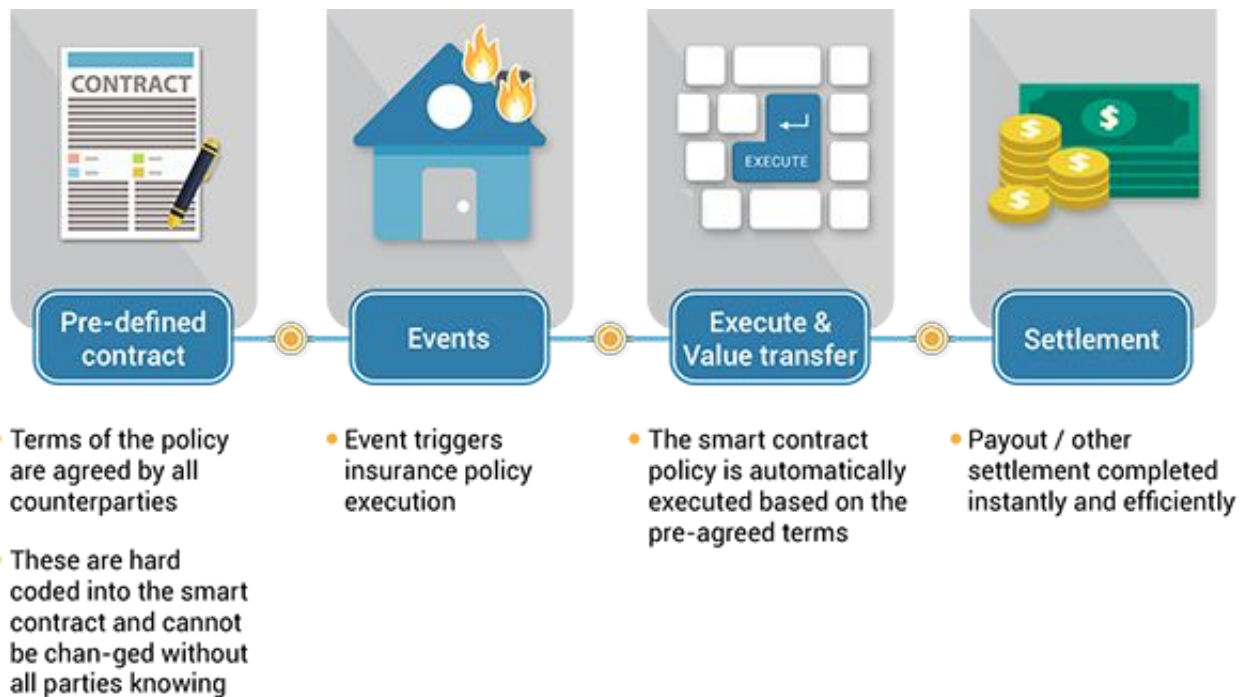 CONTRACT
EXECUTE
$
$
$
$
Pre-defined
contract
Events
Execute &
Value transfer
Settlement
• Terms of the policy
are agreed by all
counterparties
• These are hard
coded into the smart
contract and cannot
be chan-ged without
all parties knowing
• Event triggers
insurance policy
execution
• The smart contract
policy is automatically
executed based on the
pre-agreed terms
• Payout / other
settlement completed
instantly and efficiently